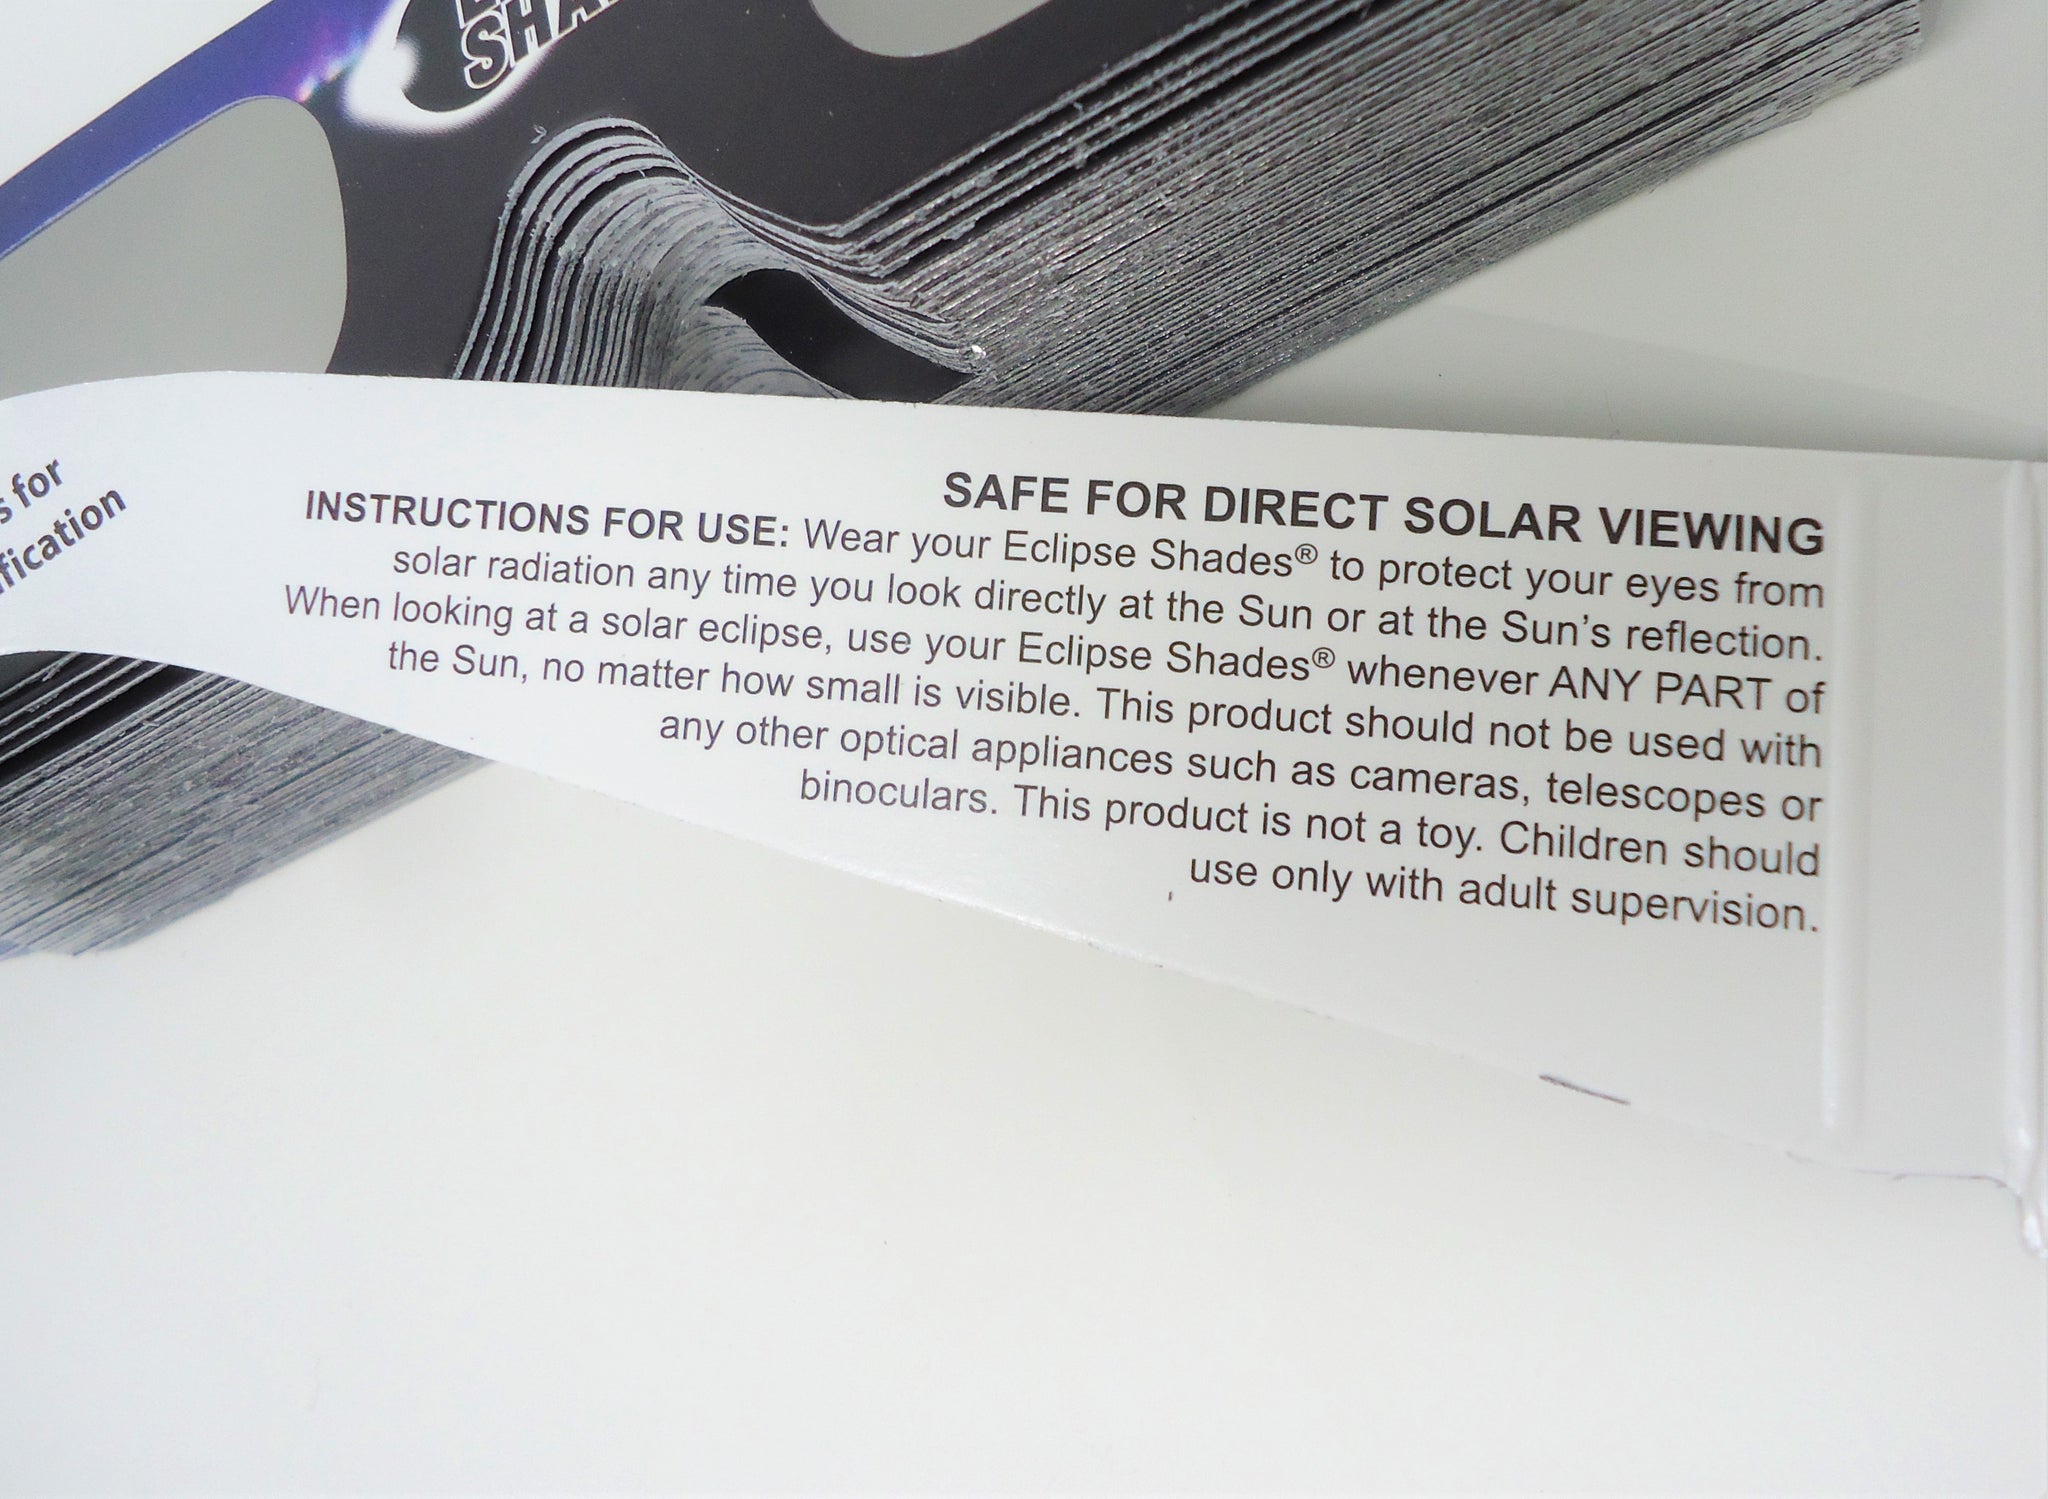 SHA
s for
fication
SAFE FOR DIRECT SOLAR VIEWING
INSTRUCTIONS FOR USE: Wear your Eclipse Shades® to protect your eyes from
solar radiation any time you look directly at the Sun or at the Sun's reflection.
When looking at a solar eclipse, use your Eclipse Shades® whenever ANY PART of
the Sun, no matter how small is visible. This product should not be used with
any other optical appliances such as cameras, telescopes or
binoculars. This product is not a toy. Children should
use only with adult supervision.